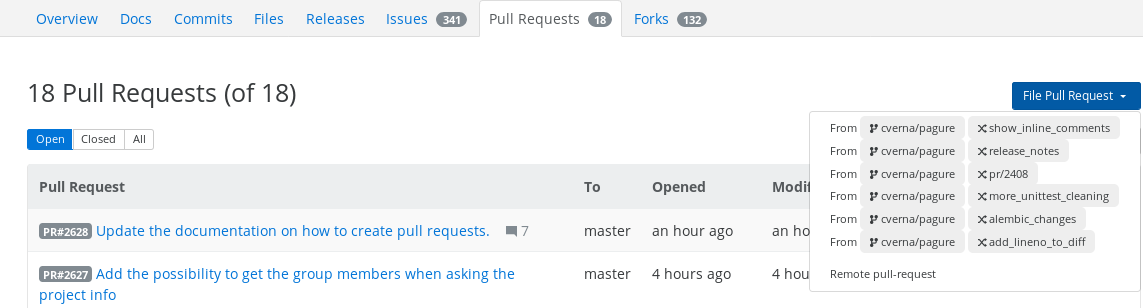 Overview Docs Commits Files Releases Issues 341 Pull Requests 18 Forks 132
18 Pull Requests (of 18)
File Pull Request
Open Closed All
From cverna/pagure show_inline_comments
From cverna/pagure release_notes
From cverna/pagure pr/2408
From cverna/pagure more_unittest_cleaning
From cverna/pagure alembic_changes
From cverna/pagure add_lineno_to_diff
Remote pull-request
Pull Request To Opened Modif
PR#2628 Update the documentation on how to create pull requests. 7 master an hour ago an ho
PR#2627 Add the possibility to get the group members when asking the master 4 hours ago 4 hou
project info